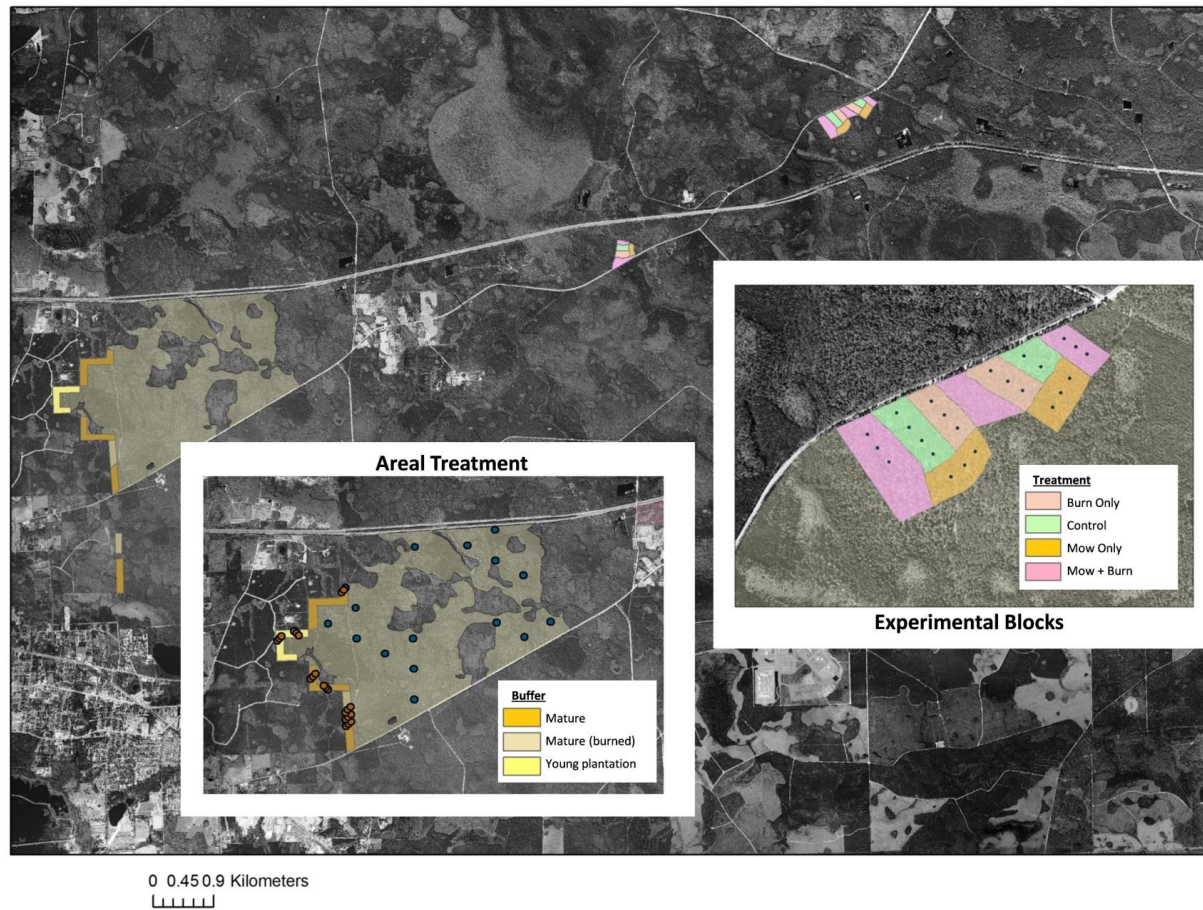 Areal Treatment
Buffer
Mature
Mature (burned)
Young plantation
Treatment
Burn Only
Control
Mow Only
Mow + Burn
Experimental Blocks
0 0.45 0.9 Kilometers